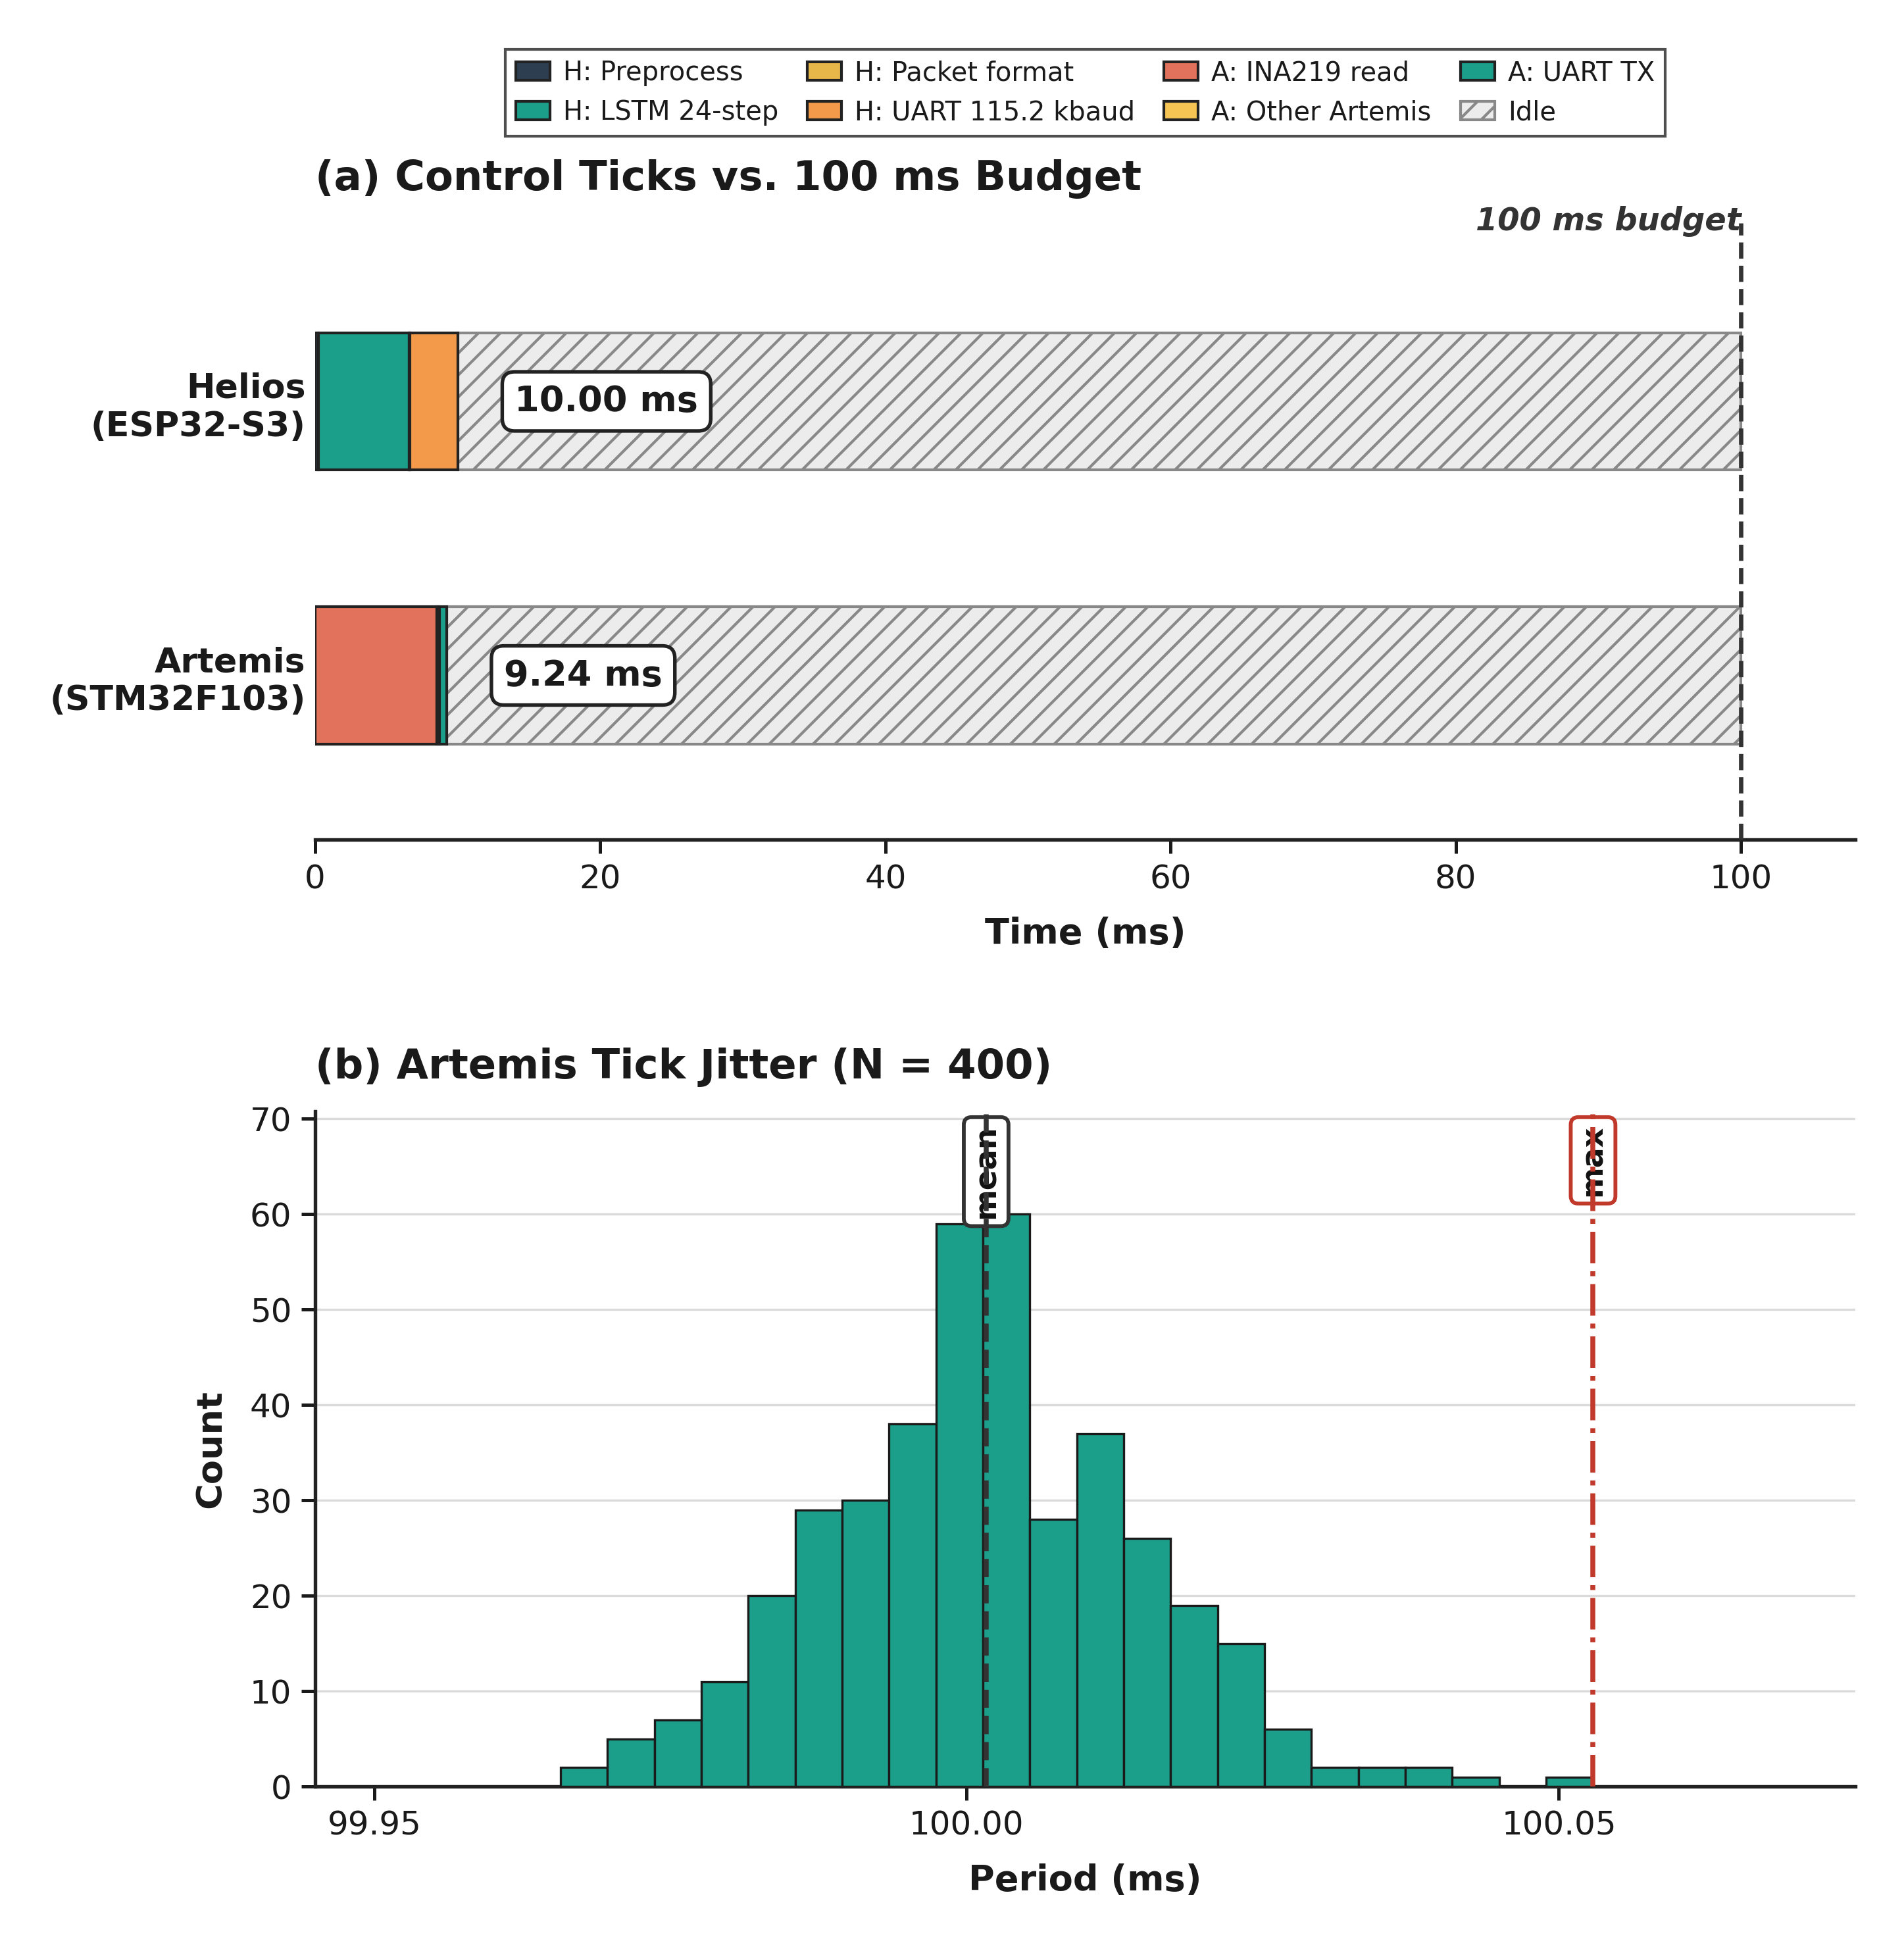 H: Preprocess
H: LSTM 24-step
H: Packet format
H: UART 115.2 kbaud
A: INA219 read
A: Other Artemis
A: UART TX
Idle
(a) Control Ticks vs. 100 ms Budget
100 ms budget
Helios
(ESP32-S3)
10.00 ms
Artemis
(STM32F103)
9.24 ms
0 20 40 60 80 100
Time (ms)
(b) Artemis Tick Jitter (N = 400)
mean
max
70
60
50
40
30
20
10
0
Count
99.95 100.00 100.05
Period (ms)